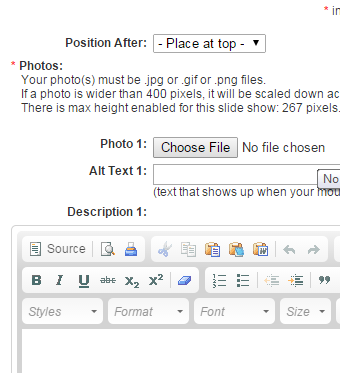 * in
Position After: - Place at top -
* Photos:
Your photo(s) must be .jpg or .gif or .png files.
If a photo is wider than 400 pixels, it will be scaled down ac
There is max height enabled for this slide show: 267 pixels.
Photo 1: Choose File No file chosen
Alt Text 1:
No
(text that shows up when your mou
Description 1:
Source
B I U abc X2 X2
Styles Format Font Size